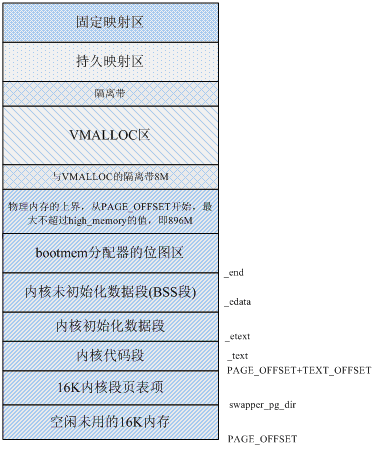 固定映射区
持久映射区
隔离带
VMALLOC区
与VMALLOC的隔离带8M
物理内存的上界，从PAGE_OFFSET开始，最
大不超过high_memory的值，即896M
bootmem分配器的位图区
_end
内核未初始化数据段(BSS段)
_edata
内核初始化数据段
_etext
内核代码段
_text
PAGE_OFFSET+TEXT_OFFSET
16K内核段页表项
swapper_pg_dir
空闲未用的16K内存
PAGE_OFFSET